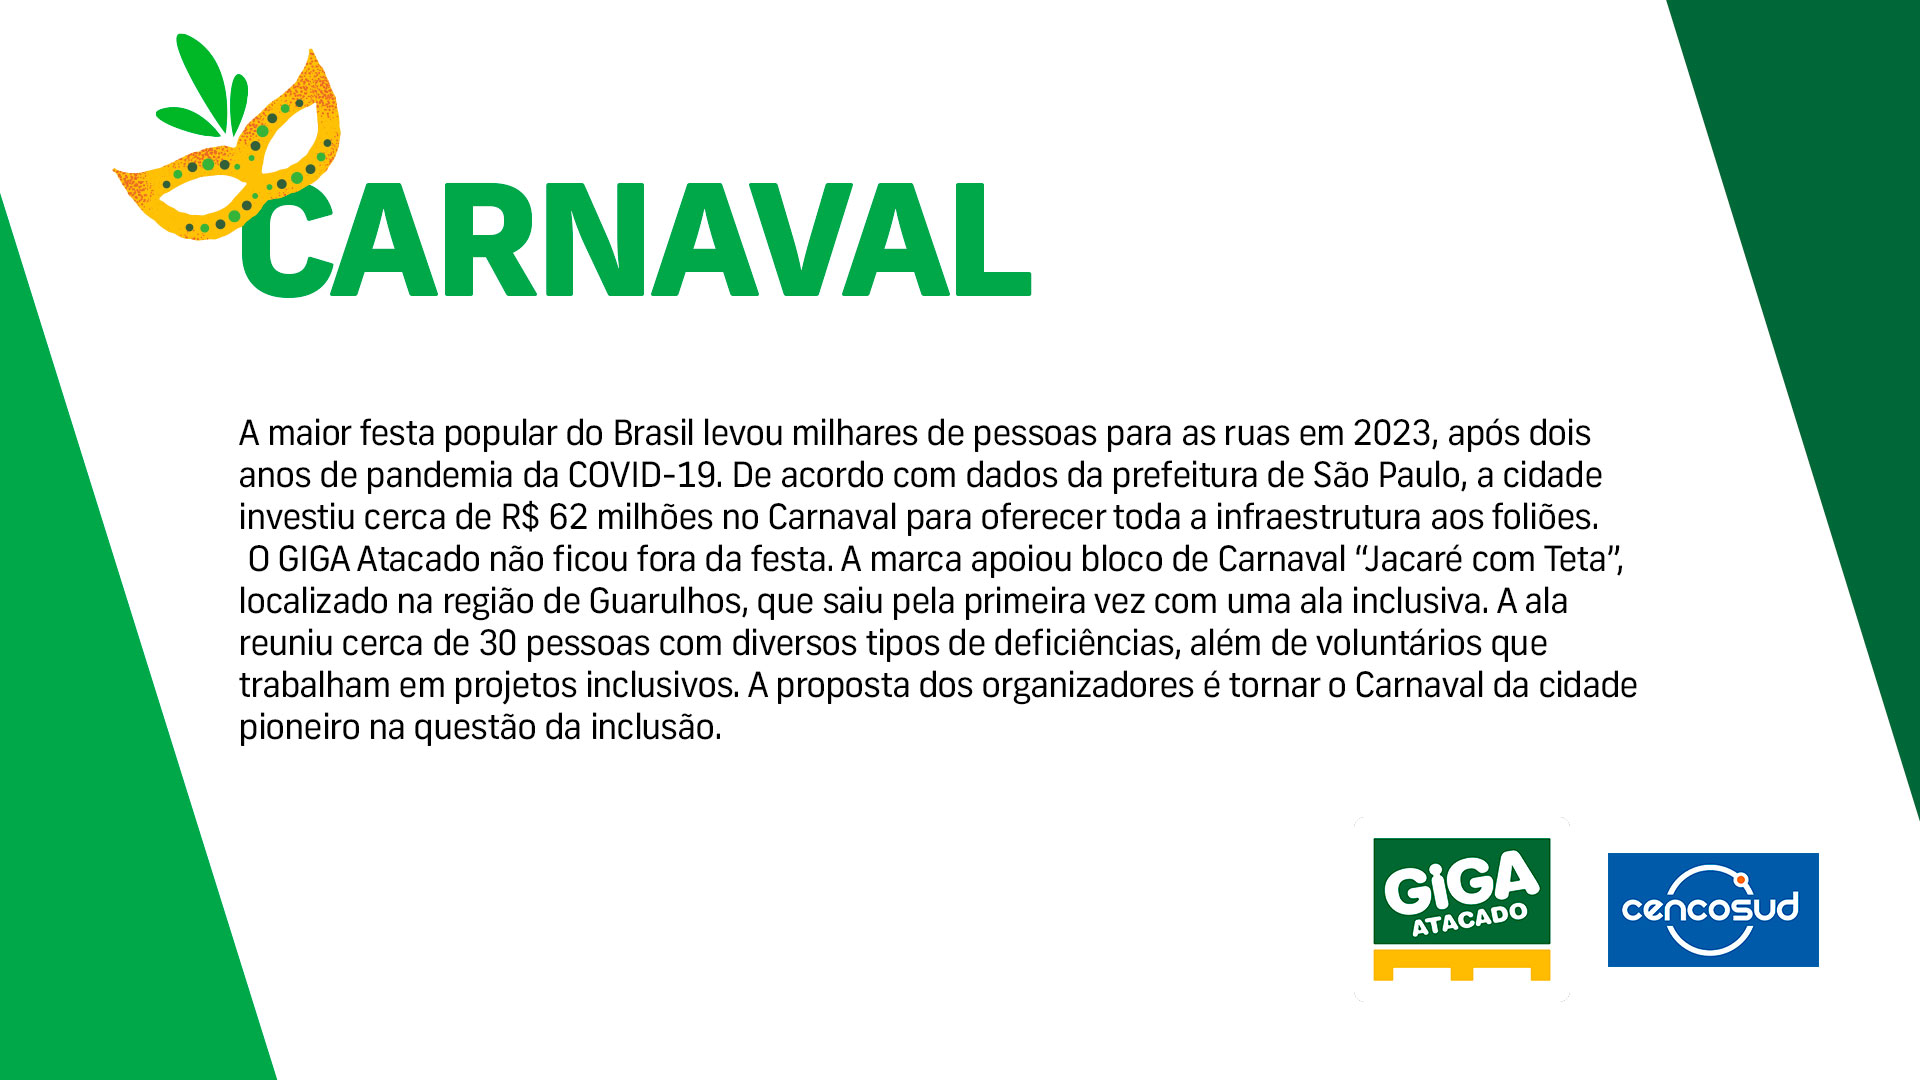 CARNAVAL
A maior festa popular do Brasil levou milhares de pessoas para as ruas em 2023, após dois
anos de pandemia da COVID-19. De acordo com dados da prefeitura de São Paulo, a cidade
investiu cerca de R$ 62 milhões no Carnaval para oferecer toda a infraestrutura aos foliões.
O GIGA Atacado não ficou fora da festa. A marca apoiou bloco de Carnaval “Jacaré com Teta”,
localizado na região de Guarulhos, que saiu pela primeira vez com uma ala inclusiva. A ala
reuniu cerca de 30 pessoas com diversos tipos de deficiências, além de voluntários que
trabalham em projetos inclusivos. A proposta dos organizadores é tornar o Carnaval da cidade
pioneiro na questão da inclusão.
GiGA
ATACADO
cencosud